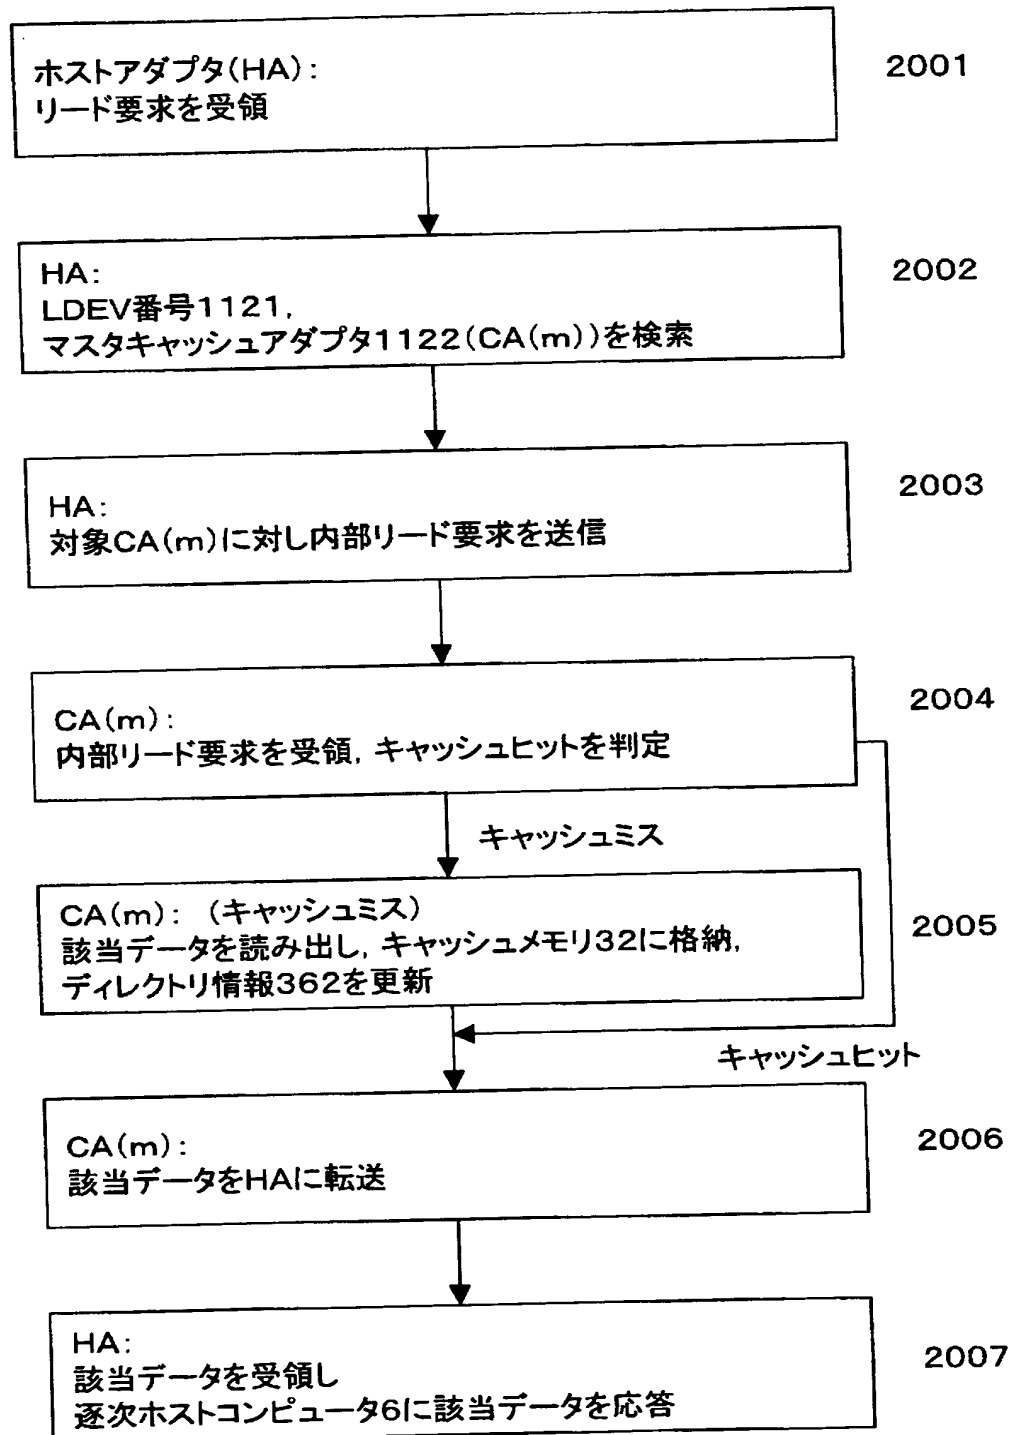 ホストアダプタ(HA):
リード要求を受領
2001
HA:
LDEV番号1121,
マスタキャッシュアダプタ1122(CA(m))を検索
2002
HA:
対象CA(m)に対し内部リード要求を送信
2003
CA(m):
内部リード要求を受領, キャッシュヒットを判定
2004
キャッシュミス
CA(m): (キャッシュミス)
該当データを読み出し, キャッシュメモリ32に格納,
ディレクトリ情報362を更新
2005
キャッシュヒット
CA(m):
該当データをHAに転送
2006
HA:
該当データを受領し
逐次ホストコンピュータ6に該当データを応答
2007